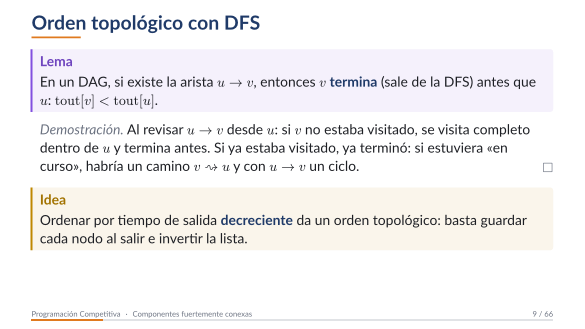 Orden topológico con DFS
Lema
En un DAG, si existe la arista u → v, entonces v termina (sale de la DFS) antes que
u: tout[v] < tout[u].
Demostración. Al revisar u → v desde u: si v no estaba visitado, se visita completo
dentro de u y termina antes. Si ya estaba visitado, ya terminó: si estuviera «en
curso», habría un camino v ⇝ u y con u → v un ciclo. □
Idea
Ordenar por tiempo de salida decreciente da un orden topológico: basta guardar
cada nodo al salir e invertir la lista.
Programación Competitiva · Componentes fuertemente conexas 9 / 66